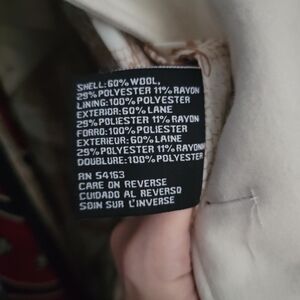 SHELL:60% WOOL,
29% POLYESTER 11% RAYON
LINING:100% POLYESTER
EXTERIOR:60% LANE
29% POLIESTER 11% RAYON
FORRO:100% POLIESTER
EXTERIEUR:60% LAINE
29% POLYESTER 11% RAYONN
DOUBLURE:100% POLYESTER
RN 54163
CARE ON REVERSE
CUIDADO AL REVERSO
SOIN SUR L'INVERSE